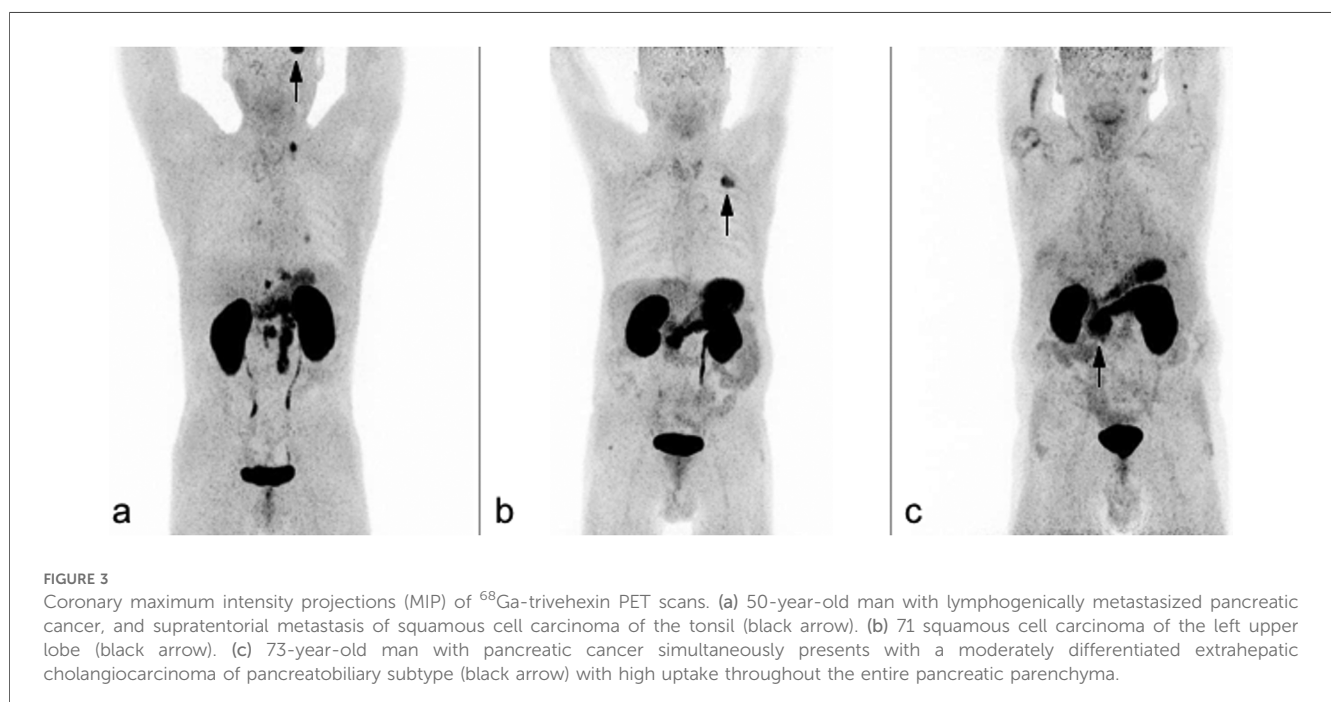 a
b
c
FIGURE 3
Coronary maximum intensity projections (MIP) of ⁶⁸Ga-trivehexin PET scans. (a) 50-year-old man with lymphogenically metastasized pancreatic
cancer, and supratentorial metastasis of squamous cell carcinoma of the tonsil (black arrow). (b) 71 squamous cell carcinoma of the left upper
lobe (black arrow). (c) 73-year-old man with pancreatic cancer simultaneously presents with a moderately differentiated extrahepatic
cholangiocarcinoma of pancreatobiliary subtype (black arrow) with high uptake throughout the entire pancreatic parenchyma.